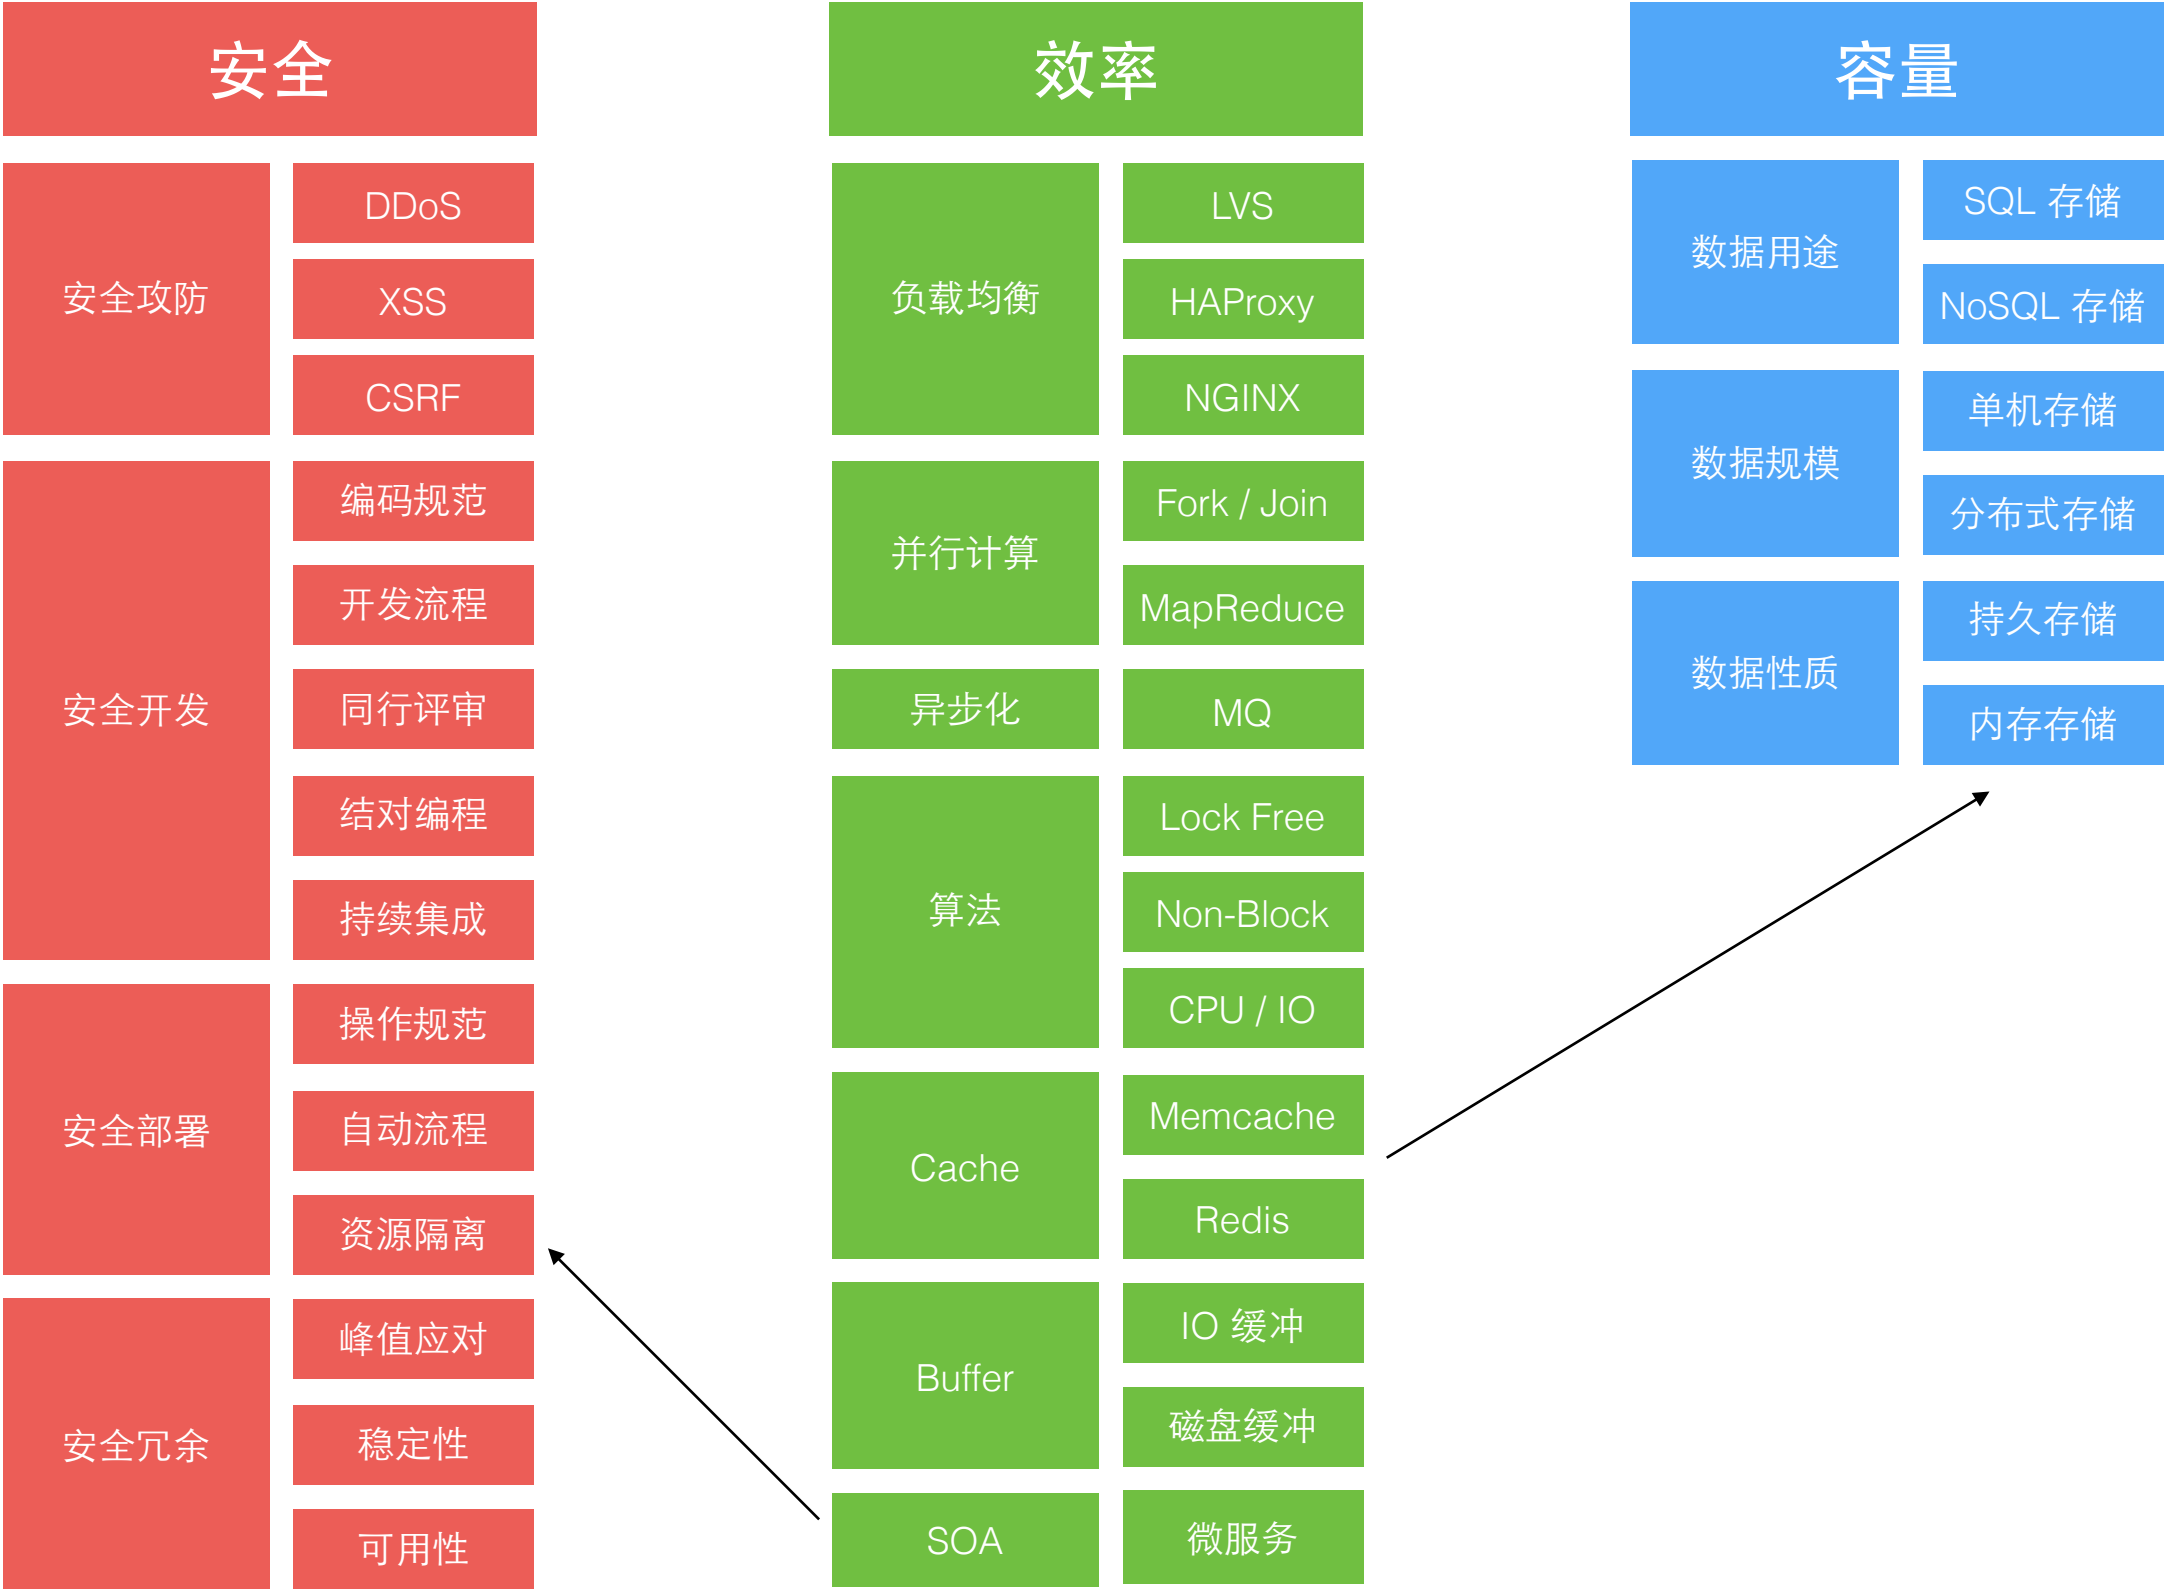 安全
安全攻防
DDoS
XSS
CSRF
安全开发
编码规范
开发流程
同行评审
结对编程
持续集成
安全部署
操作规范
自动流程
资源隔离
安全冗余
峰值应对
稳定性
可用性
效率
负载均衡
LVS
HAProxy
NGINX
并行计算
Fork / Join
MapReduce
异步化
MQ
算法
Lock Free
Non-Block
CPU / IO
Cache
Memcache
Redis
Buffer
IO 缓冲
磁盘缓冲
SOA
微服务
容量
数据用途
SQL 存储
NoSQL 存储
数据规模
单机存储
分布式存储
数据性质
持久存储
内存存储